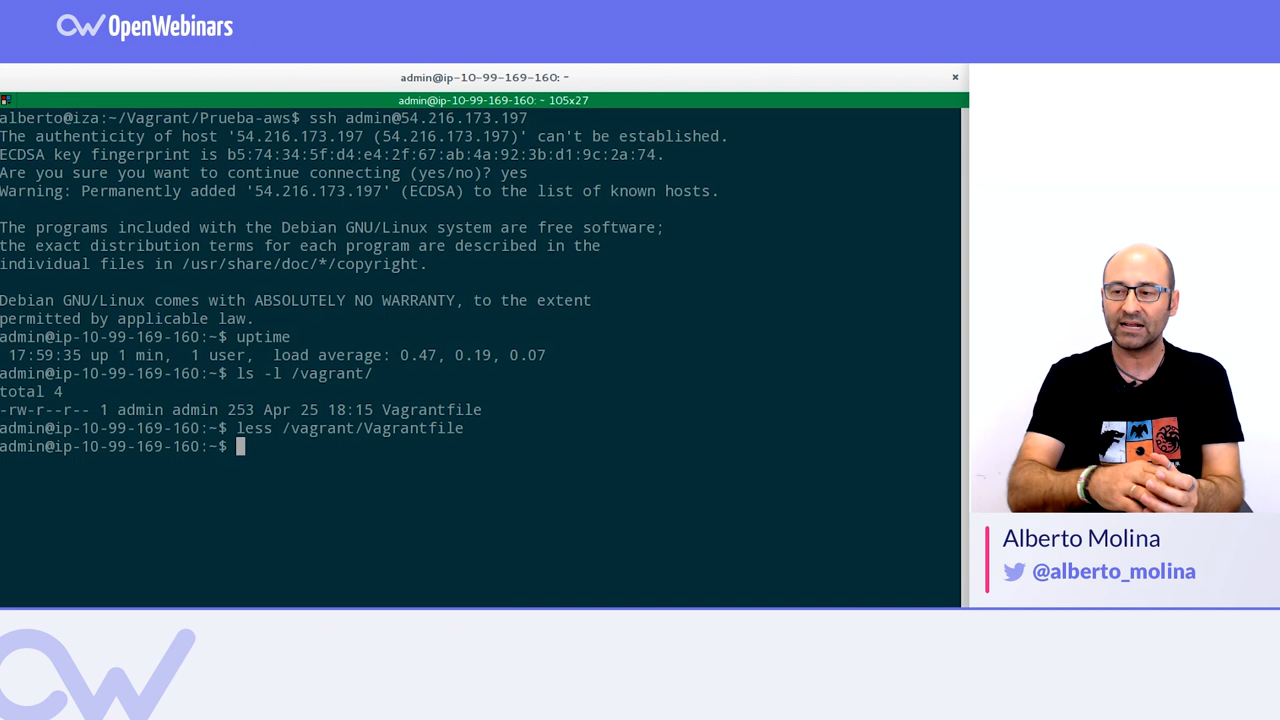 OpenWebinars
admin@ip-10-99-169-160: ~
admin@ip-10-99-169-160: ~ 105x27
alberto@iza:~/Vagrant/Prueba-aws$ ssh admin@54.216.173.197
The authenticity of host '54.216.173.197 (54.216.173.197)' can't be established.
ECDSA key fingerprint is b5:74:34:5f:d4:e4:2f:67:ab:4a:92:3b:d1:9c:2a:74.
Are you sure you want to continue connecting (yes/no)? yes
Warning: Permanently added '54.216.173.197' (ECDSA) to the list of known hosts.
The programs included with the Debian GNU/Linux system are free software;
the exact distribution terms for each program are described in the
individual files in /usr/share/doc/*/copyright.
Debian GNU/Linux comes with ABSOLUTELY NO WARRANTY, to the extent
permitted by applicable law.
admin@ip-10-99-169-160:~$ uptime
17:59:35 up 1 min,  1 user,  load average: 0.47, 0.19, 0.07
admin@ip-10-99-169-160:~$ ls -l /vagrant/
total 4
-rw-r--r-- 1 admin admin 253 Apr 25 18:15 Vagrantfile
admin@ip-10-99-169-160:~$ less /vagrant/Vagrantfile
admin@ip-10-99-169-160:~$
Alberto Molina
@alberto_molina